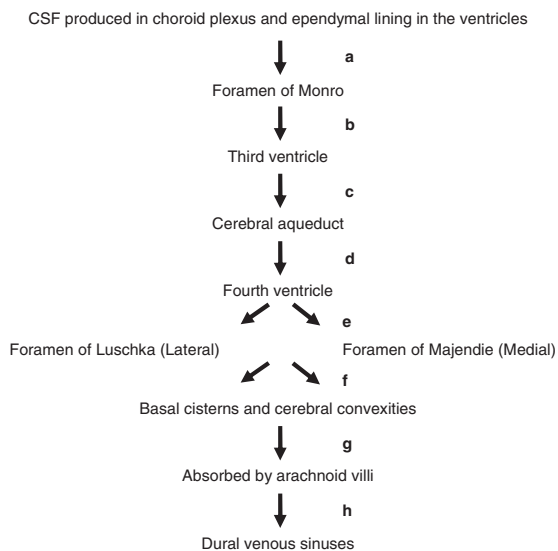 CSF produced in choroid plexus and ependymal lining in the ventricles
a
Foramen of Monro
b
Third ventricle
c
Cerebral aqueduct
d
Fourth ventricle
e
Foramen of Luschka (Lateral) Foramen of Majendie (Medial)
f
Basal cisterns and cerebral convexities
g
Absorbed by arachnoid villi
h
Dural venous sinuses